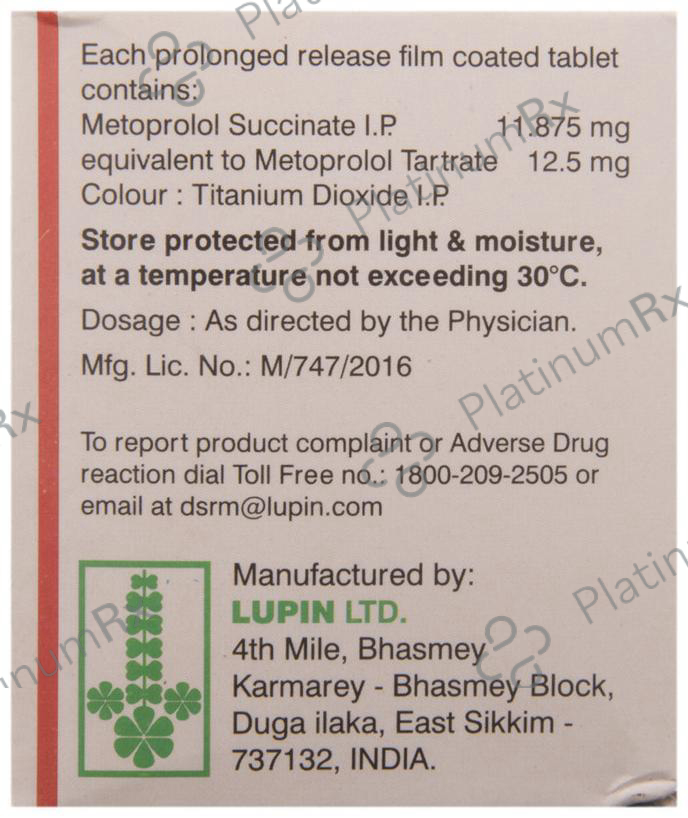 Each prolonged release film coated tablet
contains:
Metoprolol Succinate I.P. 11.875 mg
equivalent to Metoprolol Tartrate 12.5 mg
Colour : Titanium Dioxide I.P.
Store protected from light & moisture,
at a temperature not exceeding 30°C.
Dosage : As directed by the Physician.
Mfg. Lic. No.: M/747/2016
To report product complaint or Adverse Drug
reaction dial Toll Free no.: 1800-209-2505 or
email at dsrm@lupin.com
Manufactured by:
LUPIN LTD.
4th Mile, Bhasmey
Karmarey - Bhasmey Block,
Duga ilaka, East Sikkim -
737132, INDIA.
PlatinumRx
PlatinumRx
PlatinumRx